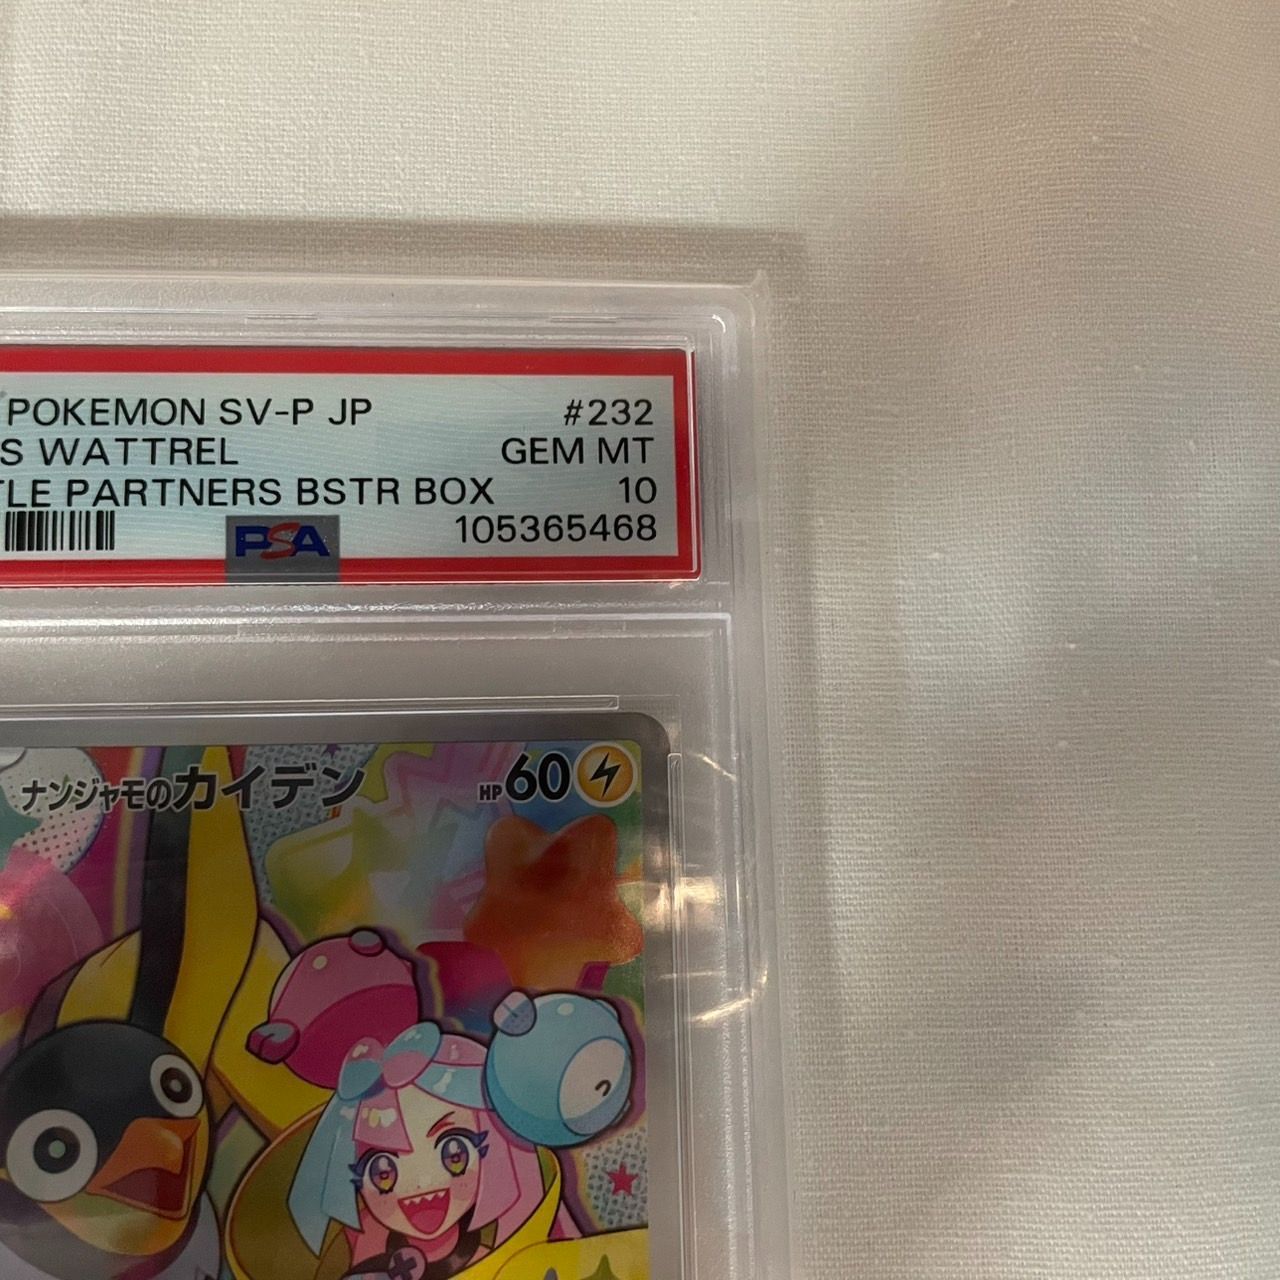 POKEMON SV-P JP #232
S WATTREL GEM MT
TLE PARTNERS BSTR BOX 10
PSA 105365468
ナンジャモのカイデン HP60